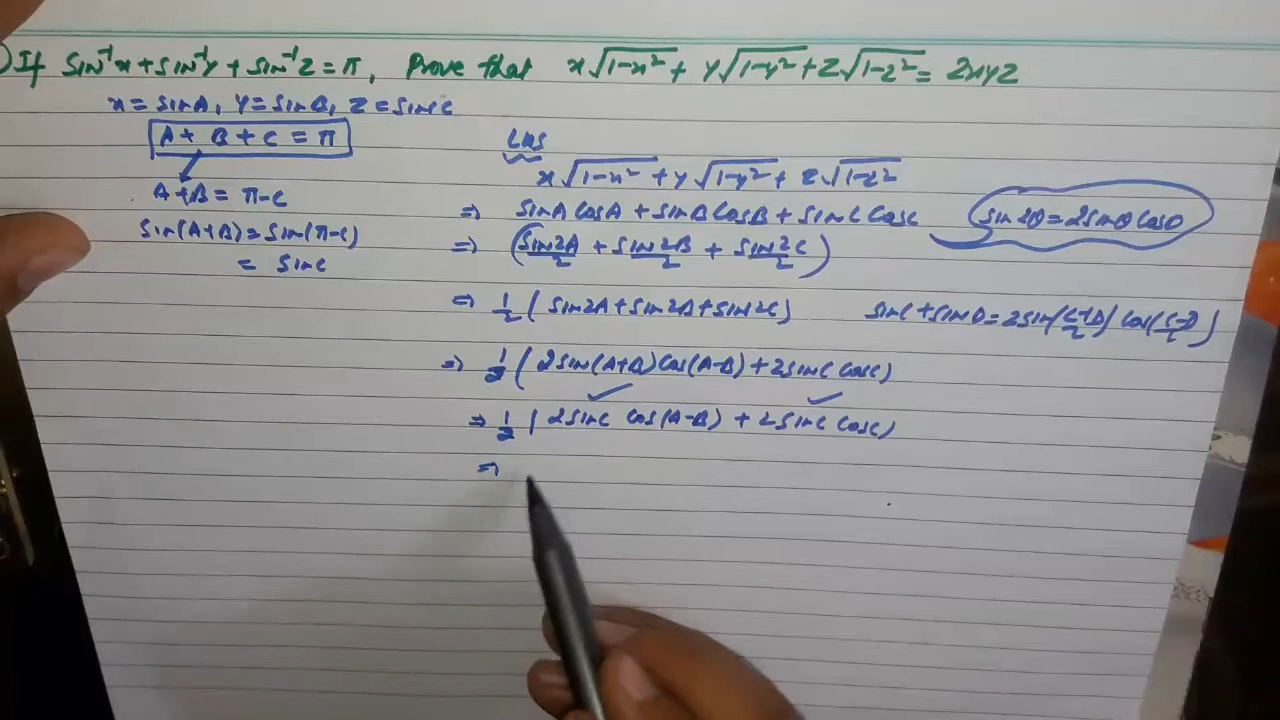 ) If sin⁻¹x + sin⁻¹y + sin⁻¹z = π, Prove that x√1-x² + y√1-y² + z√1-z² = 2xyz
x = sinA, y = sinB, z = sinC
A + B + C = π
A+B = π-C
sin(A+B) = sin(π-C)
= sinC
LHS
x√1-x² + y√1-y² + z√1-z²
⇒ sinA cosA + sinB cosB + sinC cosC
sin2θ = 2sinθ cosθ
⇒ (sin2A/2 + sin2B/2 + sin2C/2)
⇒ 1/2 (sin2A + sin2B + sin2C)
sinC + sinD = 2sin(C+D/2) cos(C-D/2)
⇒ 1/2 (2sin(A+B) cos(A-B) + 2sinC cosC)
⇒ 1/2 (2sinC cos(A-B) + 2sinC cosC)
⇒